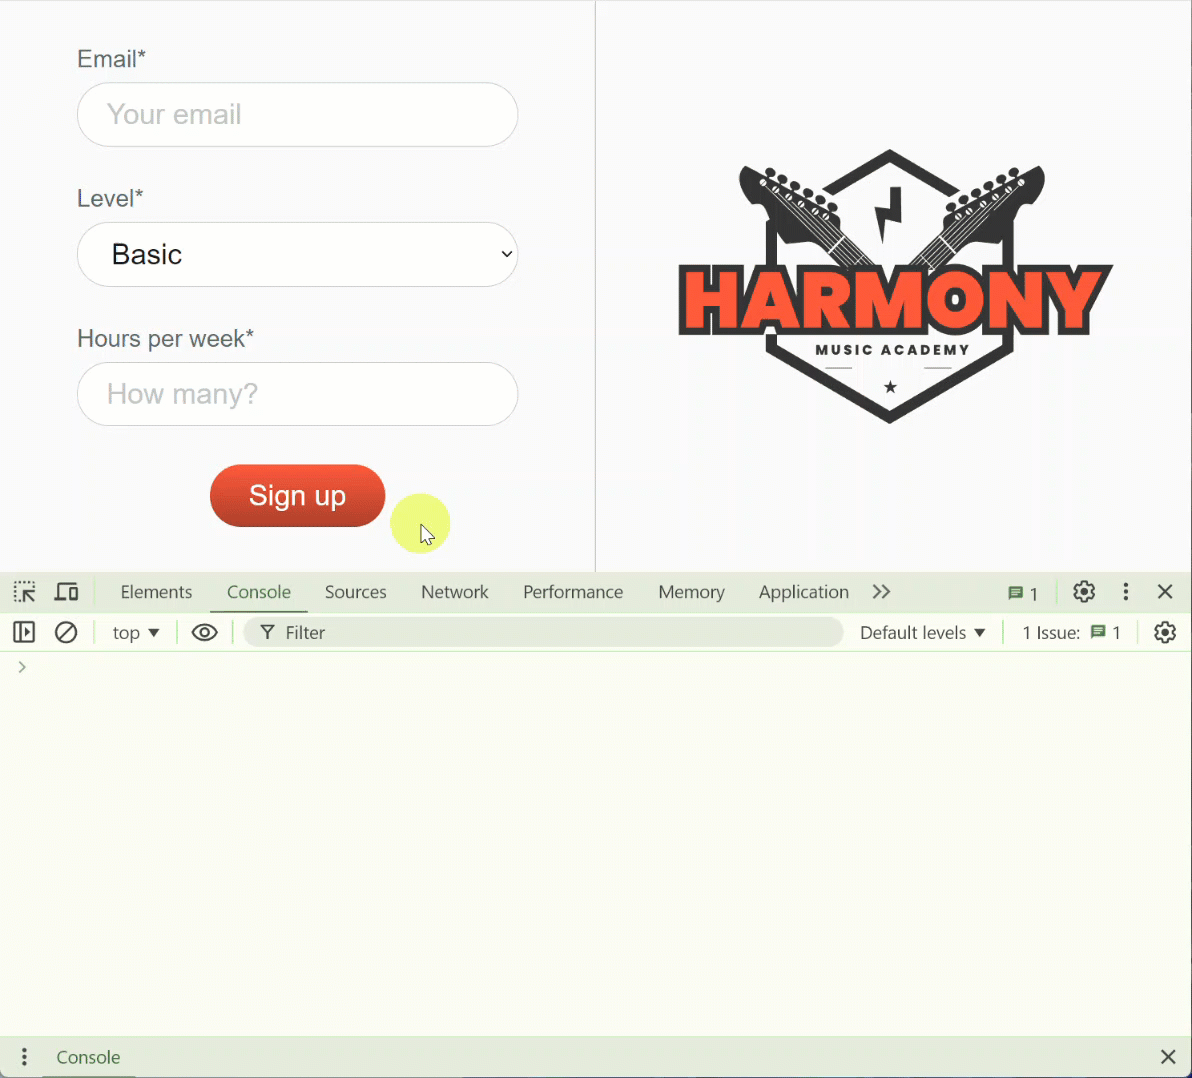 Email*
Your email
Level*
Basic
Hours per week*
How many?
Sign up
HARMONY
MUSIC ACADEMY
Elements Console Sources Network Performance Memory Application 1
top Filter Default levels 1 Issue: 1
Console